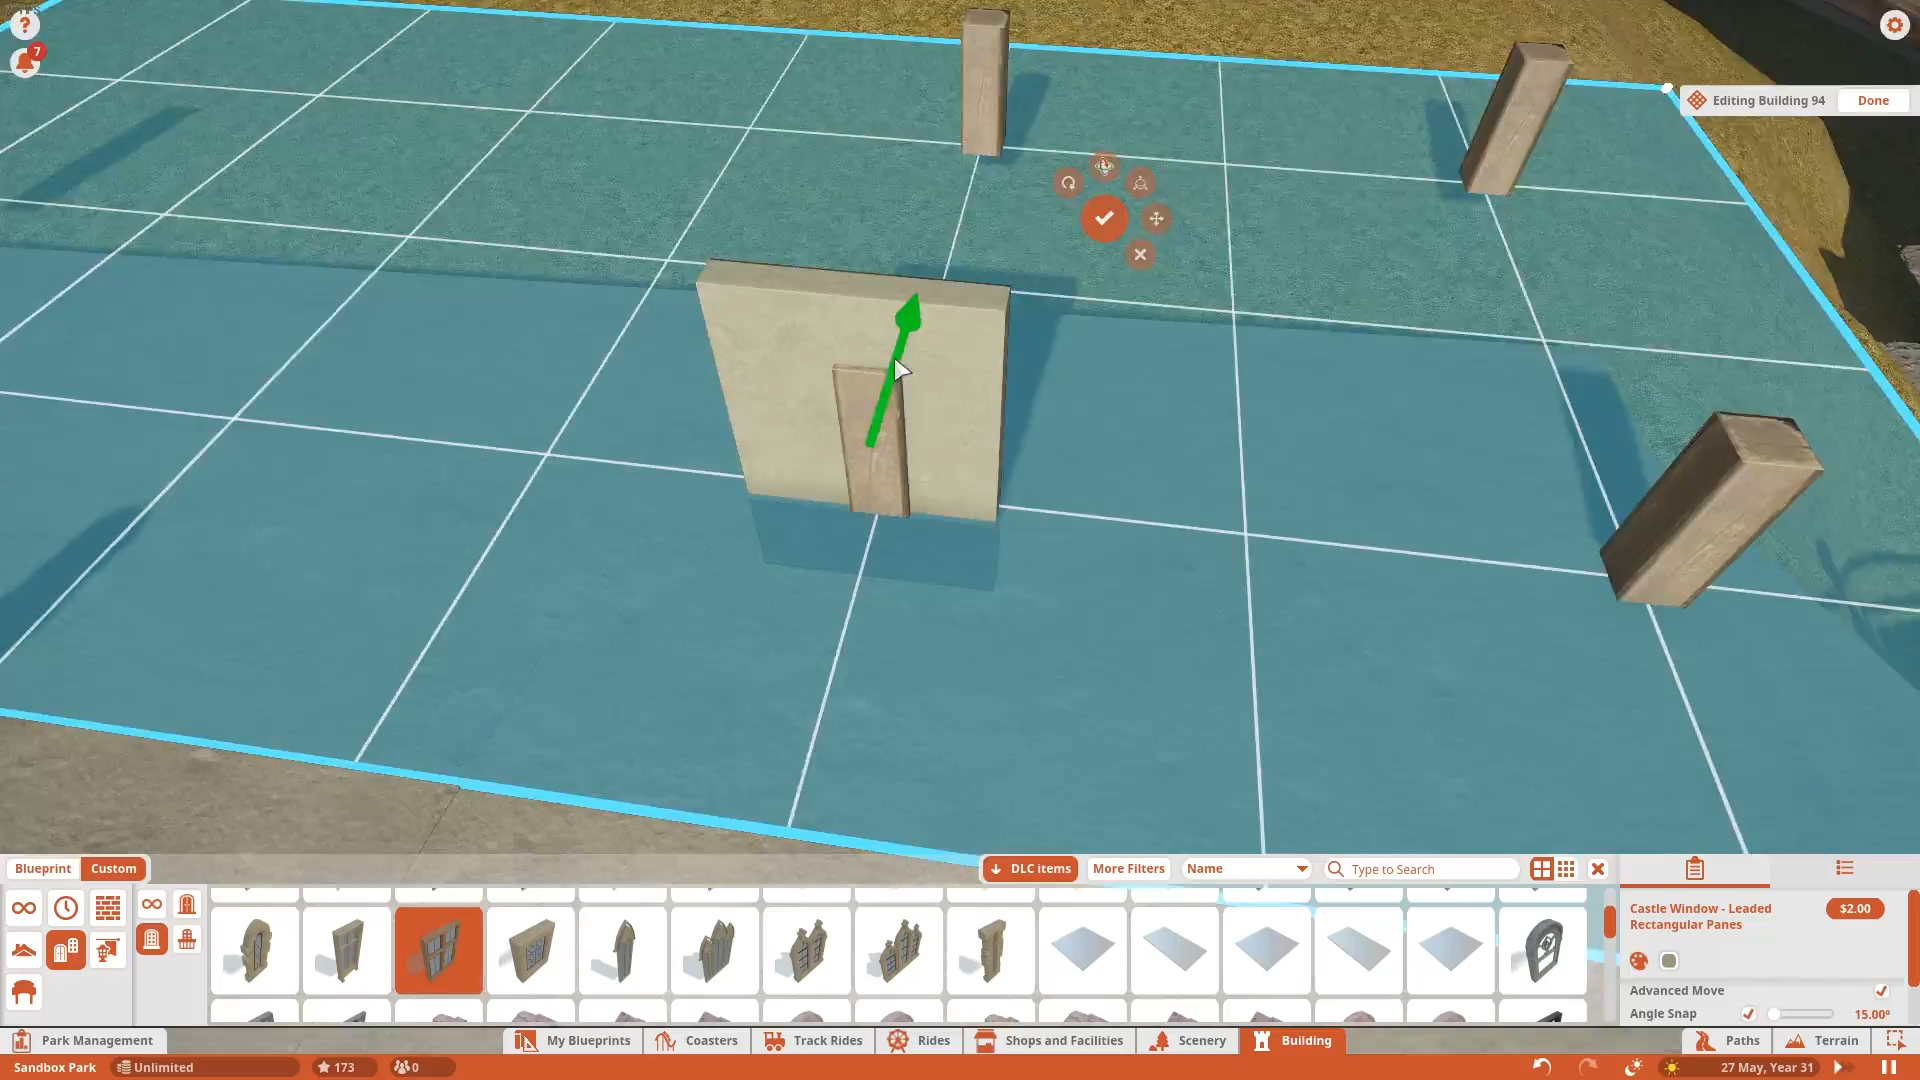 ?
7
Editing Building 94
Done
Blueprint
Custom
DLC items
More Filters
Name
Type to Search
Castle Window - Leaded
Rectangular Panes
$2.00
Advanced Move
Angle Snap
15.00°
Park Management
My Blueprints
Coasters
Track Rides
Rides
Shops and Facilities
Scenery
Building
Paths
Terrain
Sandbox Park
Unlimited
173
0
27 May, Year 31